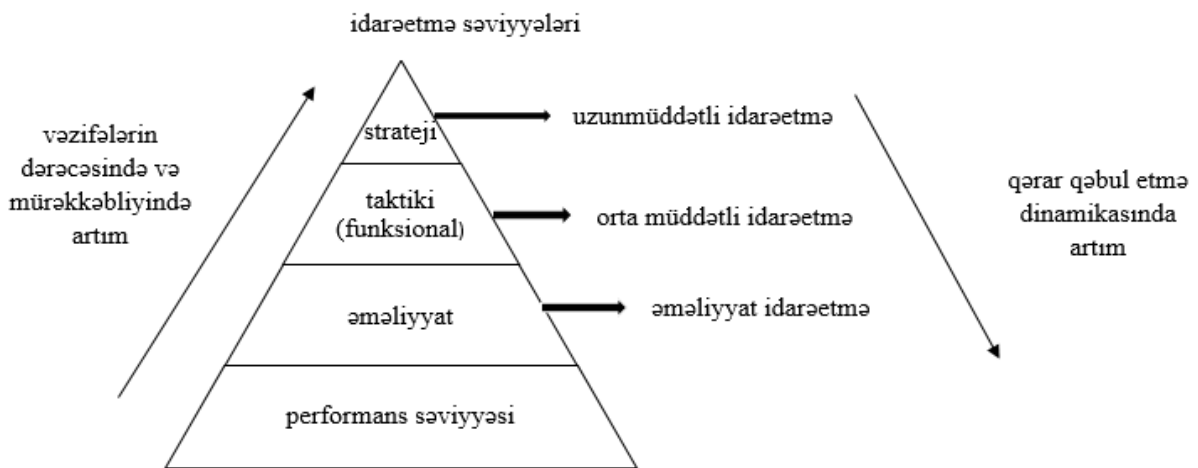 idarəetmə səviyyələri
vəzifələrin
dərəcəsində və
mürəkkəbliyində
artım
strateji
uzunmüddətli idarəetmə
taktiki
(funksional)
orta müddətli idarəetmə
əməliyyat
əməliyyat idarəetmə
performans səviyyəsi
qərar qəbul etmə
dinamikasında
artım